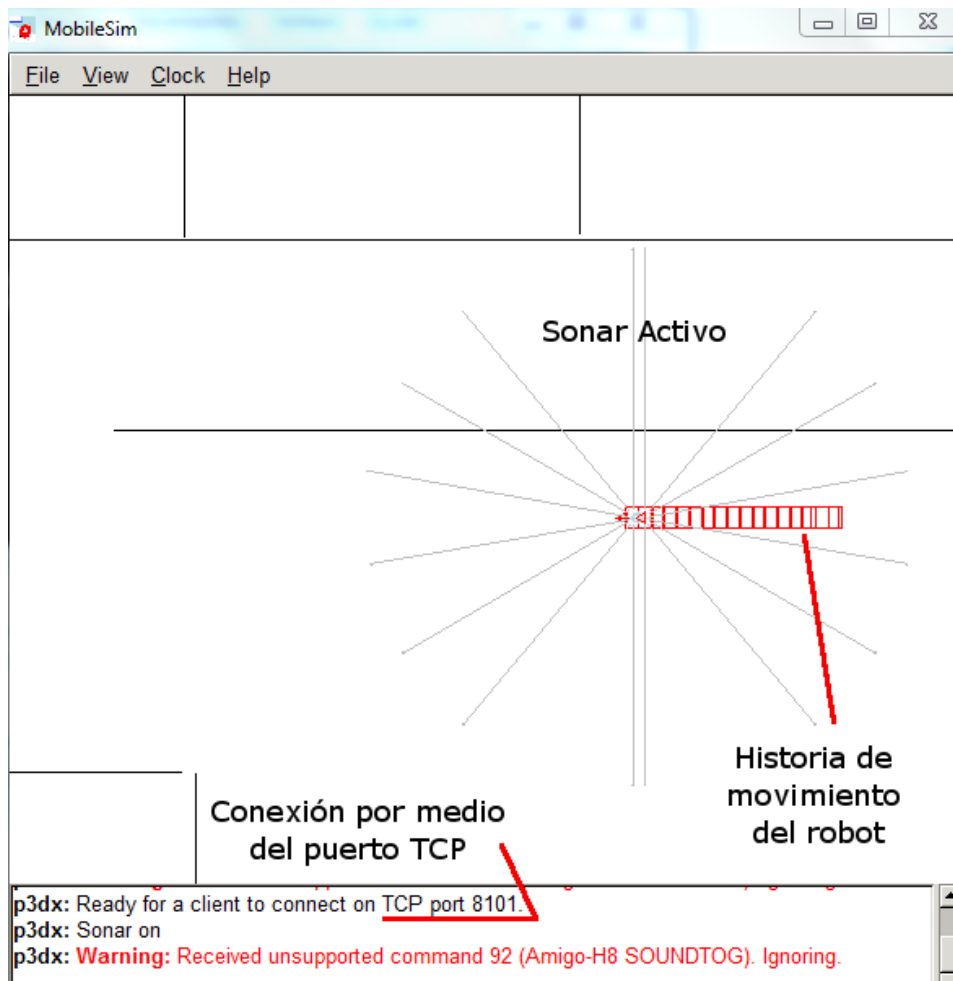 MobileSim
File View Clock Help
Sonar Activo
Historia de
movimiento
del robot
Conexión por medio
del puerto TCP
p3dx: Ready for a client to connect on TCP port 8101.
p3dx: Sonar on
p3dx: Warning: Received unsupported command 92 (Amigo-H8 SOUNDTOG). Ignoring.